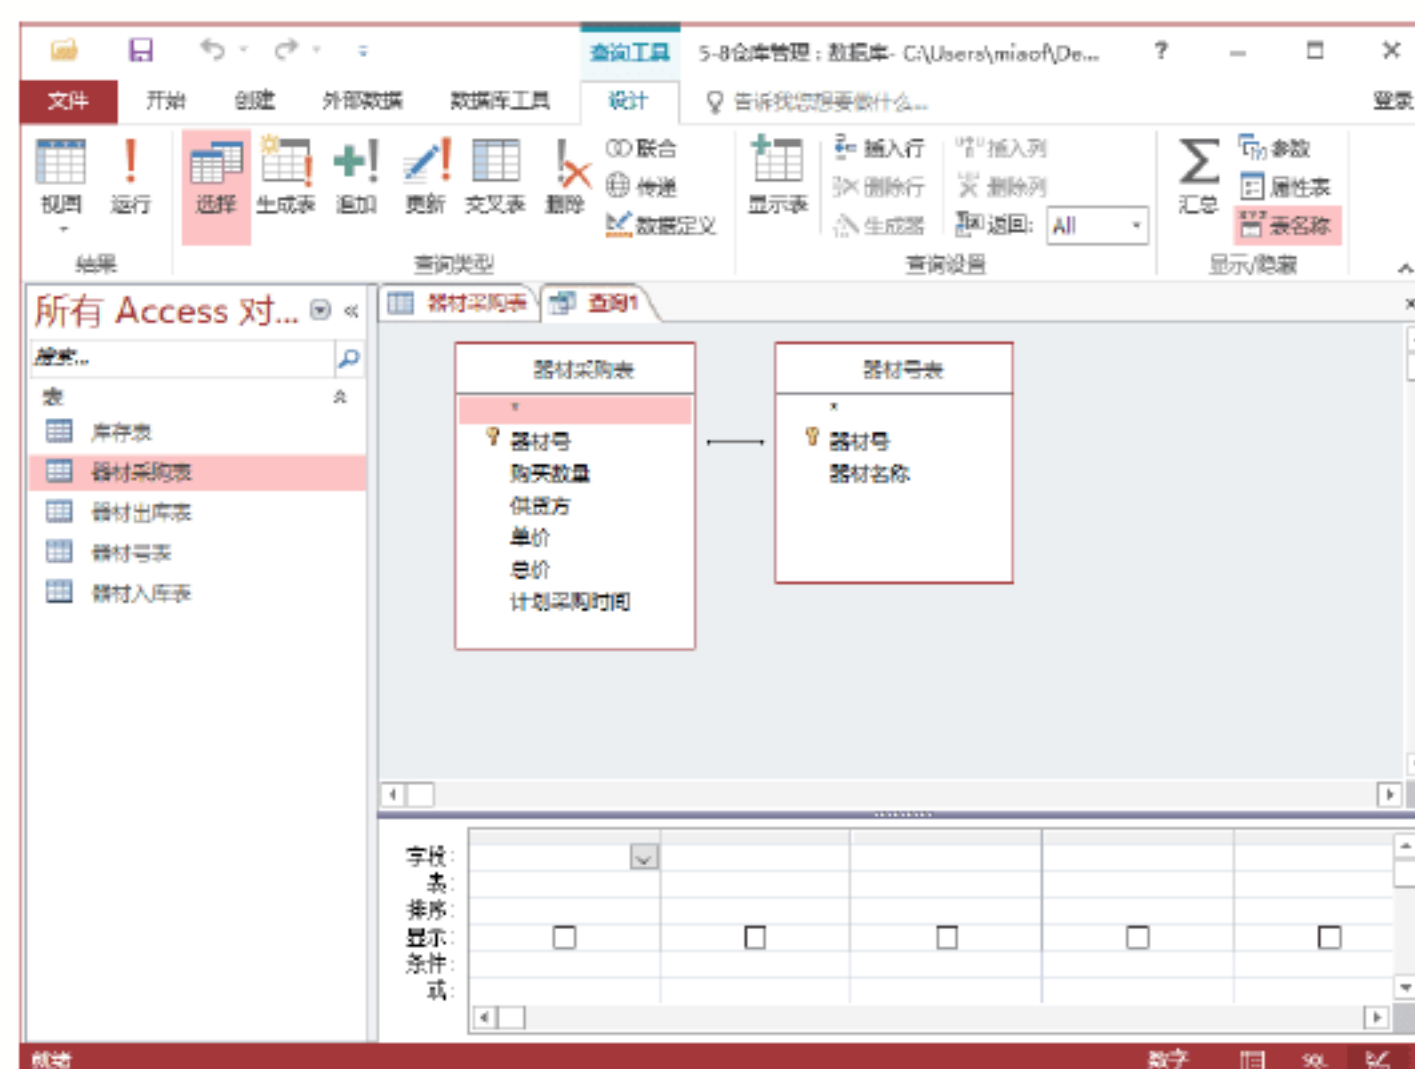 查询工具 5-8仓库管理：数据库- C:\Users\miaof\De... ?
文件 开始 创建 外部数据 数据库工具 设计 告诉我您想要做什么... 登录
视图 运行 选择 生成表 追加 更新 交叉表 删除 联合 传递 数据定义 显示表 插入行 删除行 生成器 插入列 删除列 返回: All 汇总 参数 属性表 表名称
结果 查询类型 查询设置 显示/隐藏
所有 Access 对... «
搜索...
表
库存表
器材采购表
器材出库表
器材号表
器材入库表
器材采购表 查询1
器材采购表
*
器材号
购买数量
供货方
单价
总价
计划采购时间
器材号表
*
器材号
器材名称
字段:
表:
排序:
显示:
条件:
或:
就绪 数字 SQL